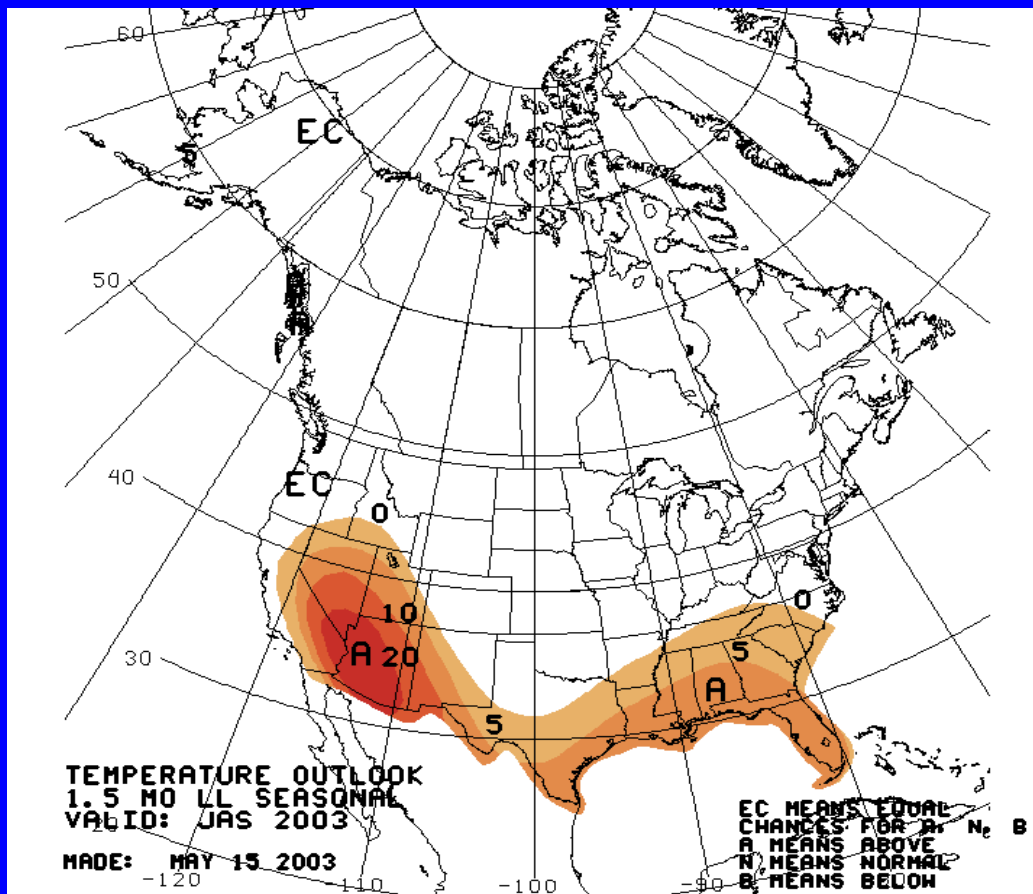 60
EC
5
50
EC
40
0
10
0
A 20
5
30
A
5
TEMPERATURE OUTLOOK
1.5 MO LL SEASONAL
VALID: JAS 2003
20
MADE: MAY 15 2003
EC MEANS EQUAL
CHANCES FOR A, N, B
A MEANS ABOVE
N MEANS NORMAL
B MEANS BELOW
-120
-110
-100
-90